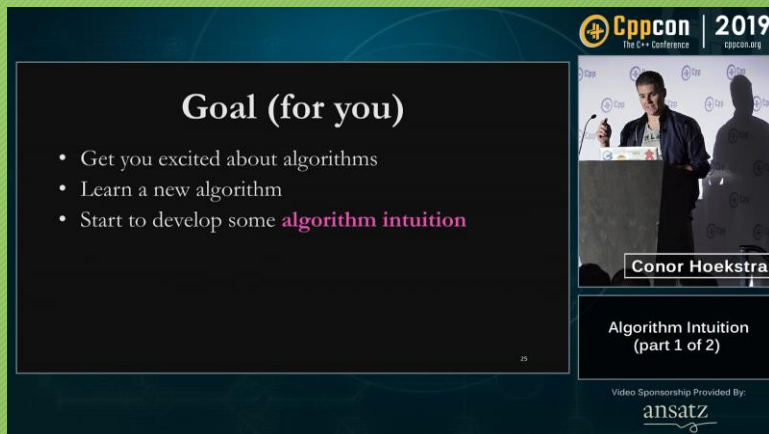 Goal (for you)
• Get you excited about algorithms
• Learn a new algorithm
• Start to develop some algorithm intuition
25
Cppcon | 2019
The C++ Conference
cppcon.org
Conor Hoekstra
Algorithm Intuition
(part 1 of 2)
Video Sponsorship Provided By:
ansatz